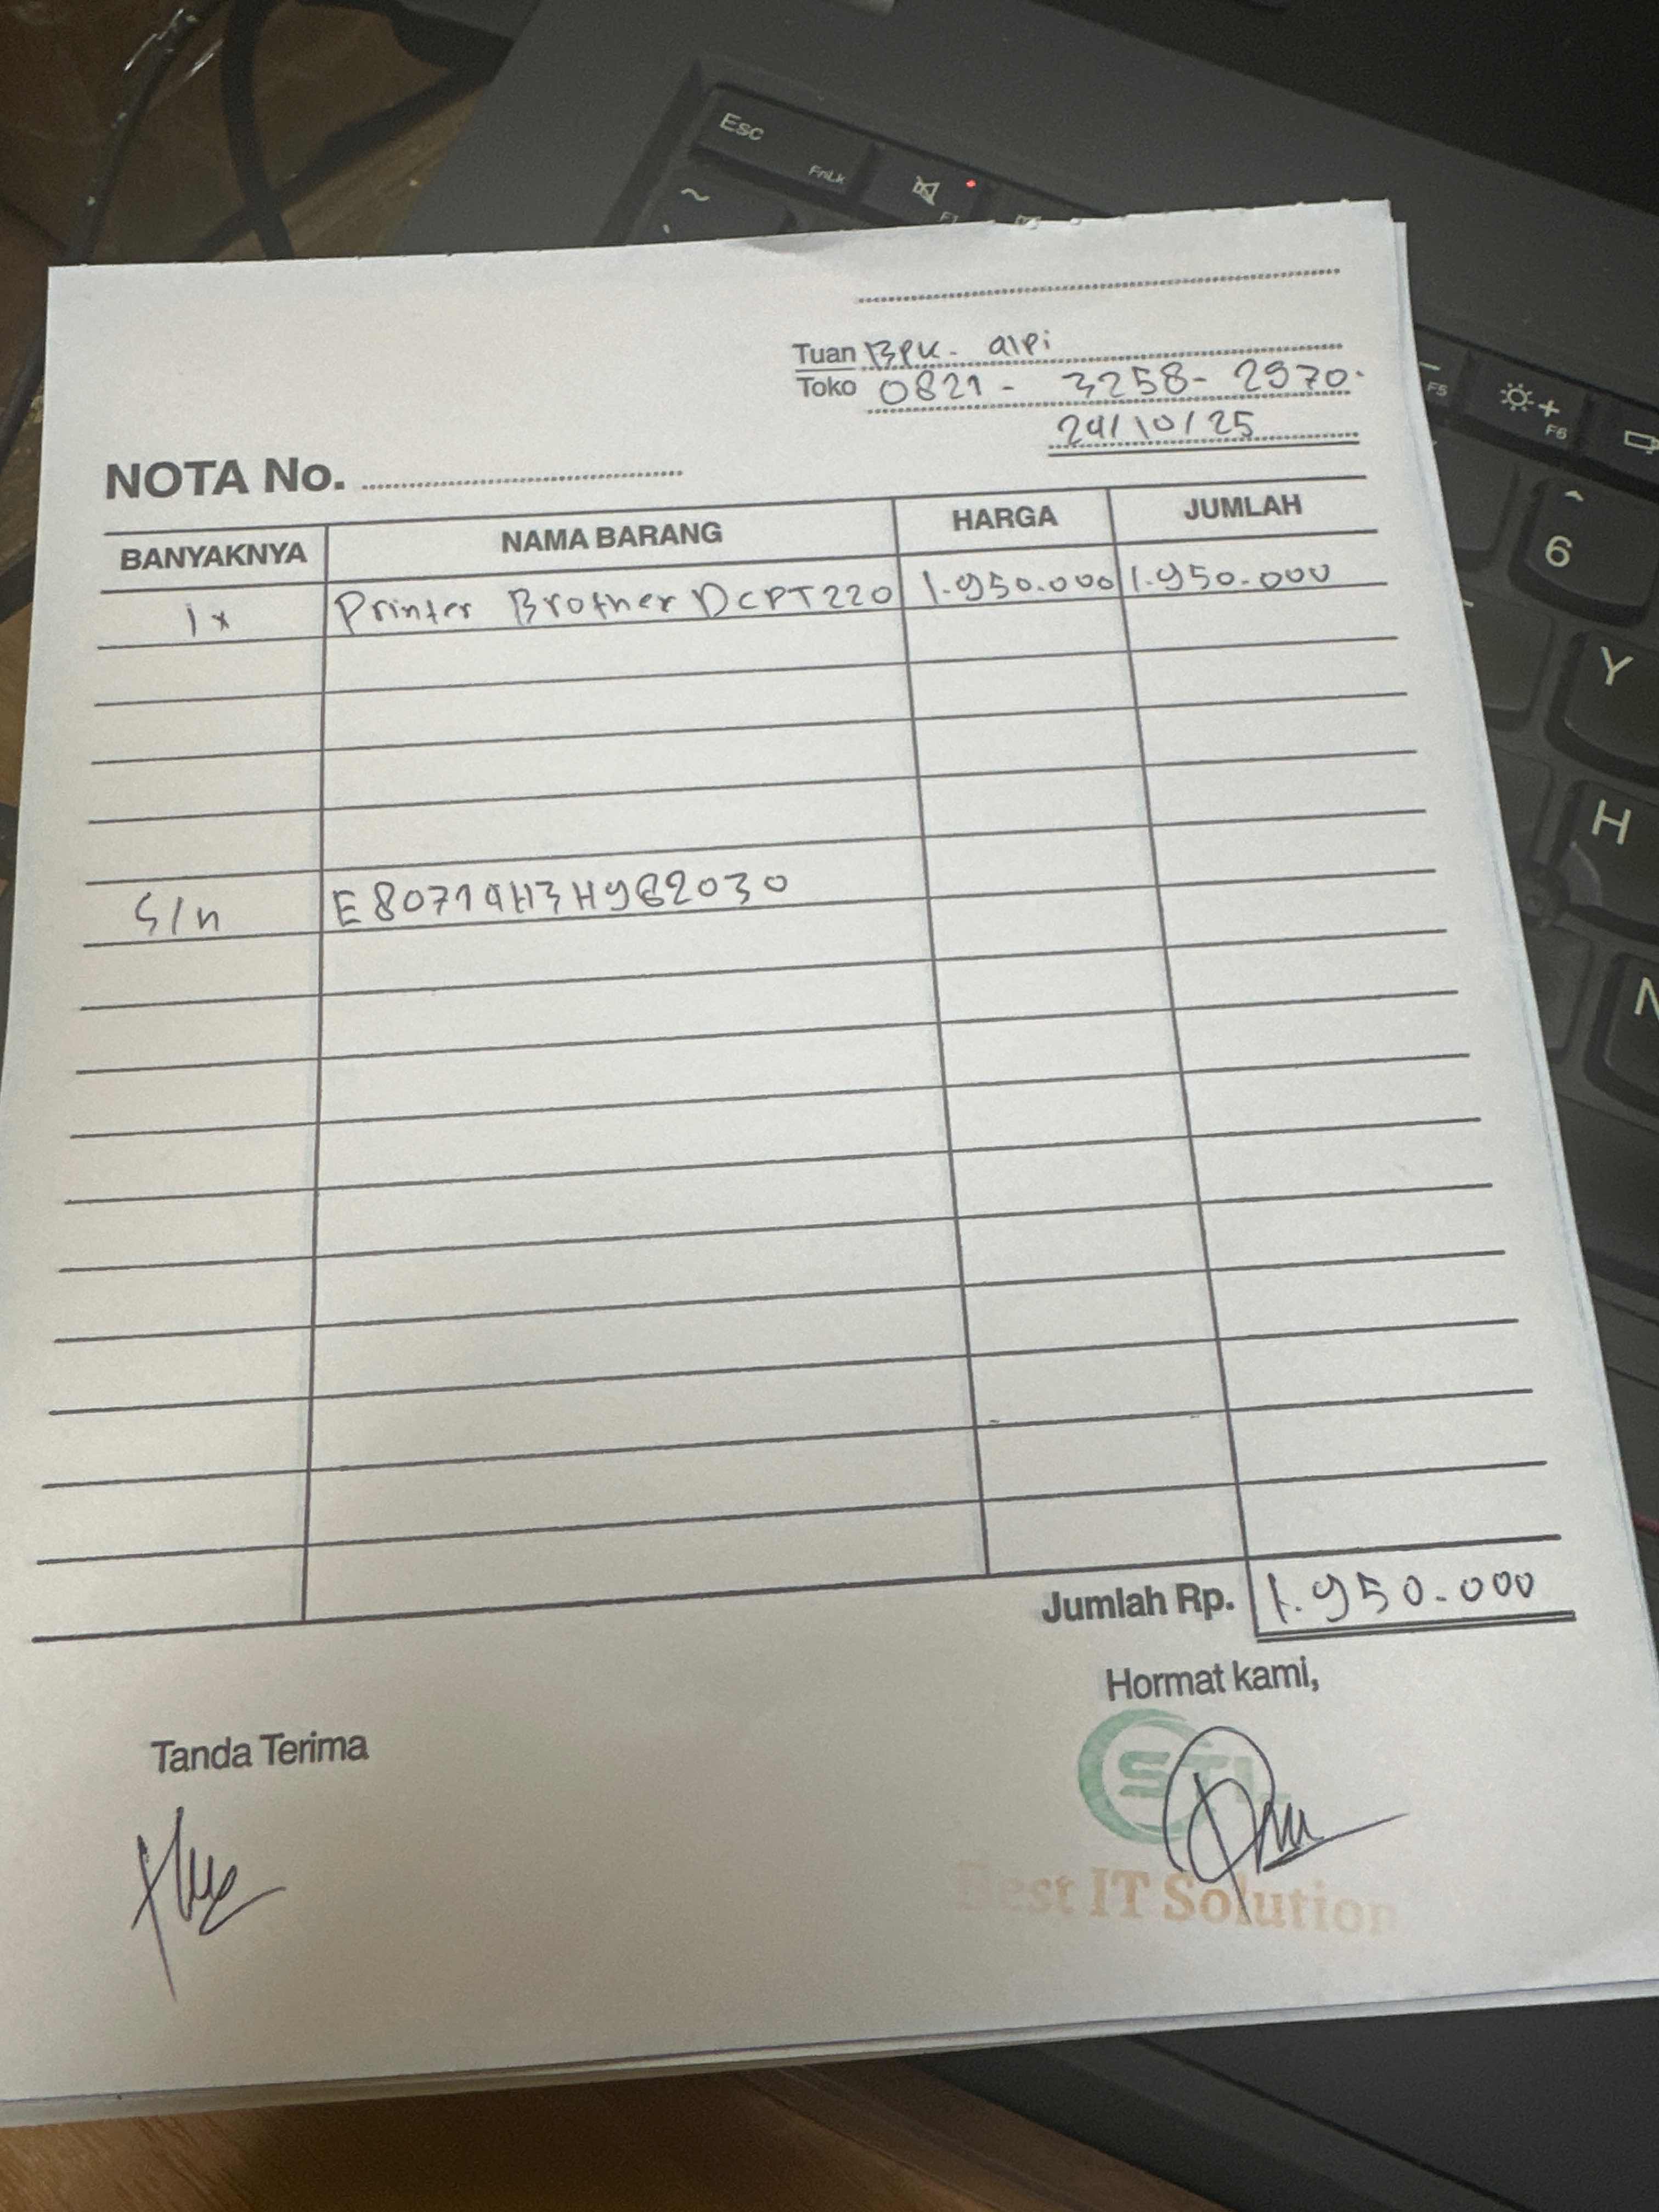 Esc
FnLk
F1
~
F5
+
F6
^
6
Y
H
N
Tuan BPK. alpi
Toko 0821 - 3258 - 2970.
24/10/25
NOTA No.
BANYAKNYA NAMA BARANG HARGA JUMLAH
1x Printer Brother DCPT220 1.950.000 1.950.000
S/n
Jumlah Rp. 1.950.000
Tanda Terima
Hormat kami,
STL
Best IT Solution